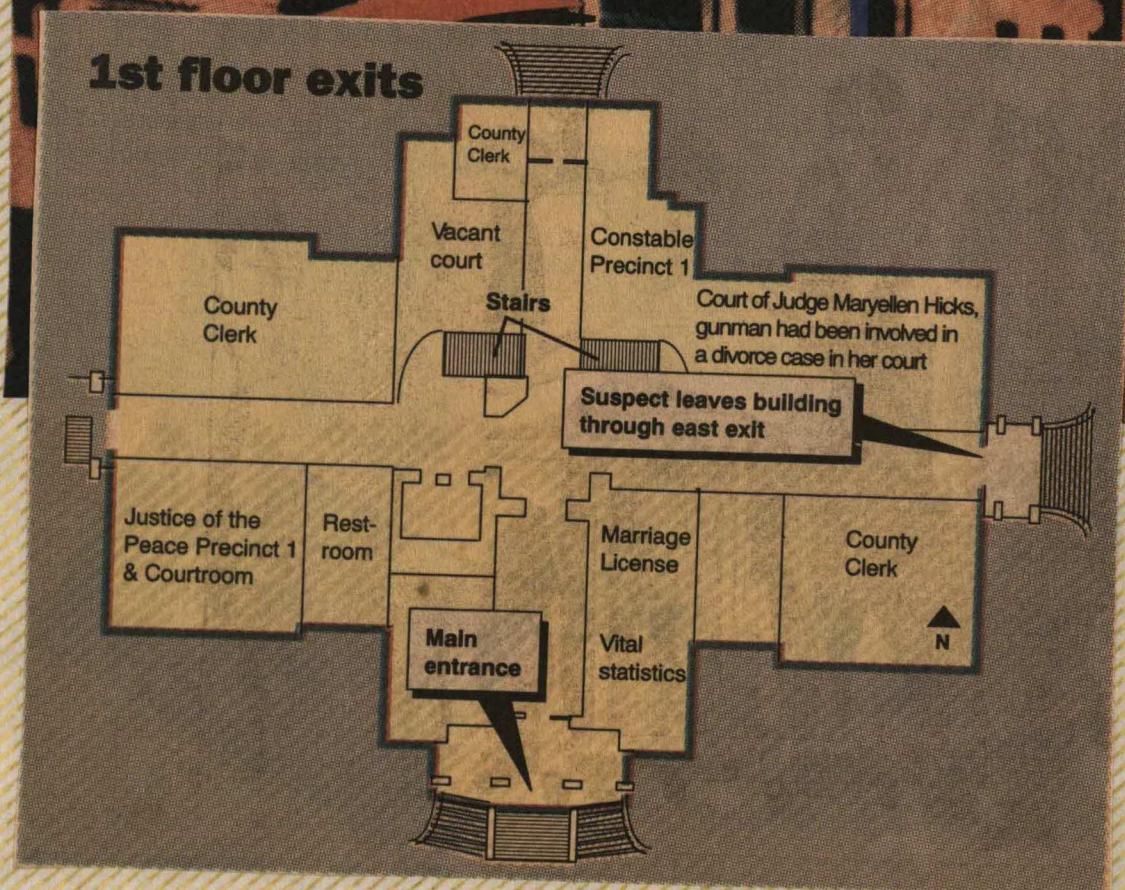 1st floor exits
County
Clerk
Vacant
court
Constable
Precinct 1
County
Clerk
Stairs
Court of Judge Maryellen Hicks,
gunman had been involved in
a divorce case in her court
Suspect leaves building
through east exit
Justice of the
Peace Precinct 1
& Courtroom
Rest-
room
Marriage
License
County
Clerk
Main
entrance
Vital
statistics
N